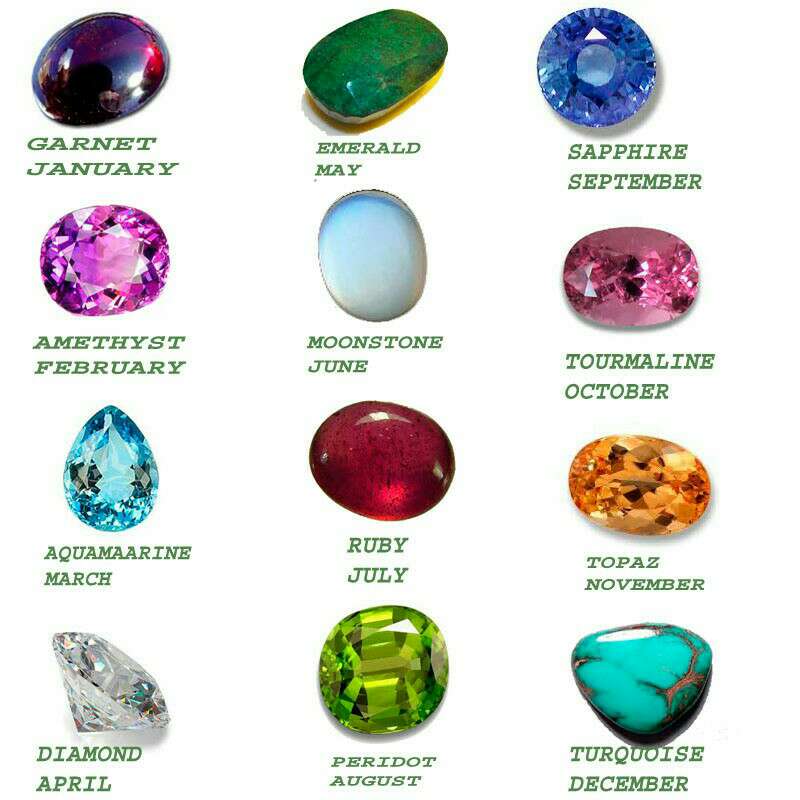 GARNET
JANUARY
EMERALD
MAY
SAPPHIRE
SEPTEMBER
AMETHYST
FEBRUARY
MOONSTONE
JUNE
TOURMALINE
OCTOBER
AQUAMAARINE
MARCH
RUBY
JULY
TOPAZ
NOVEMBER
DIAMOND
APRIL
PERIDOT
AUGUST
TURQUOISE
DECEMBER